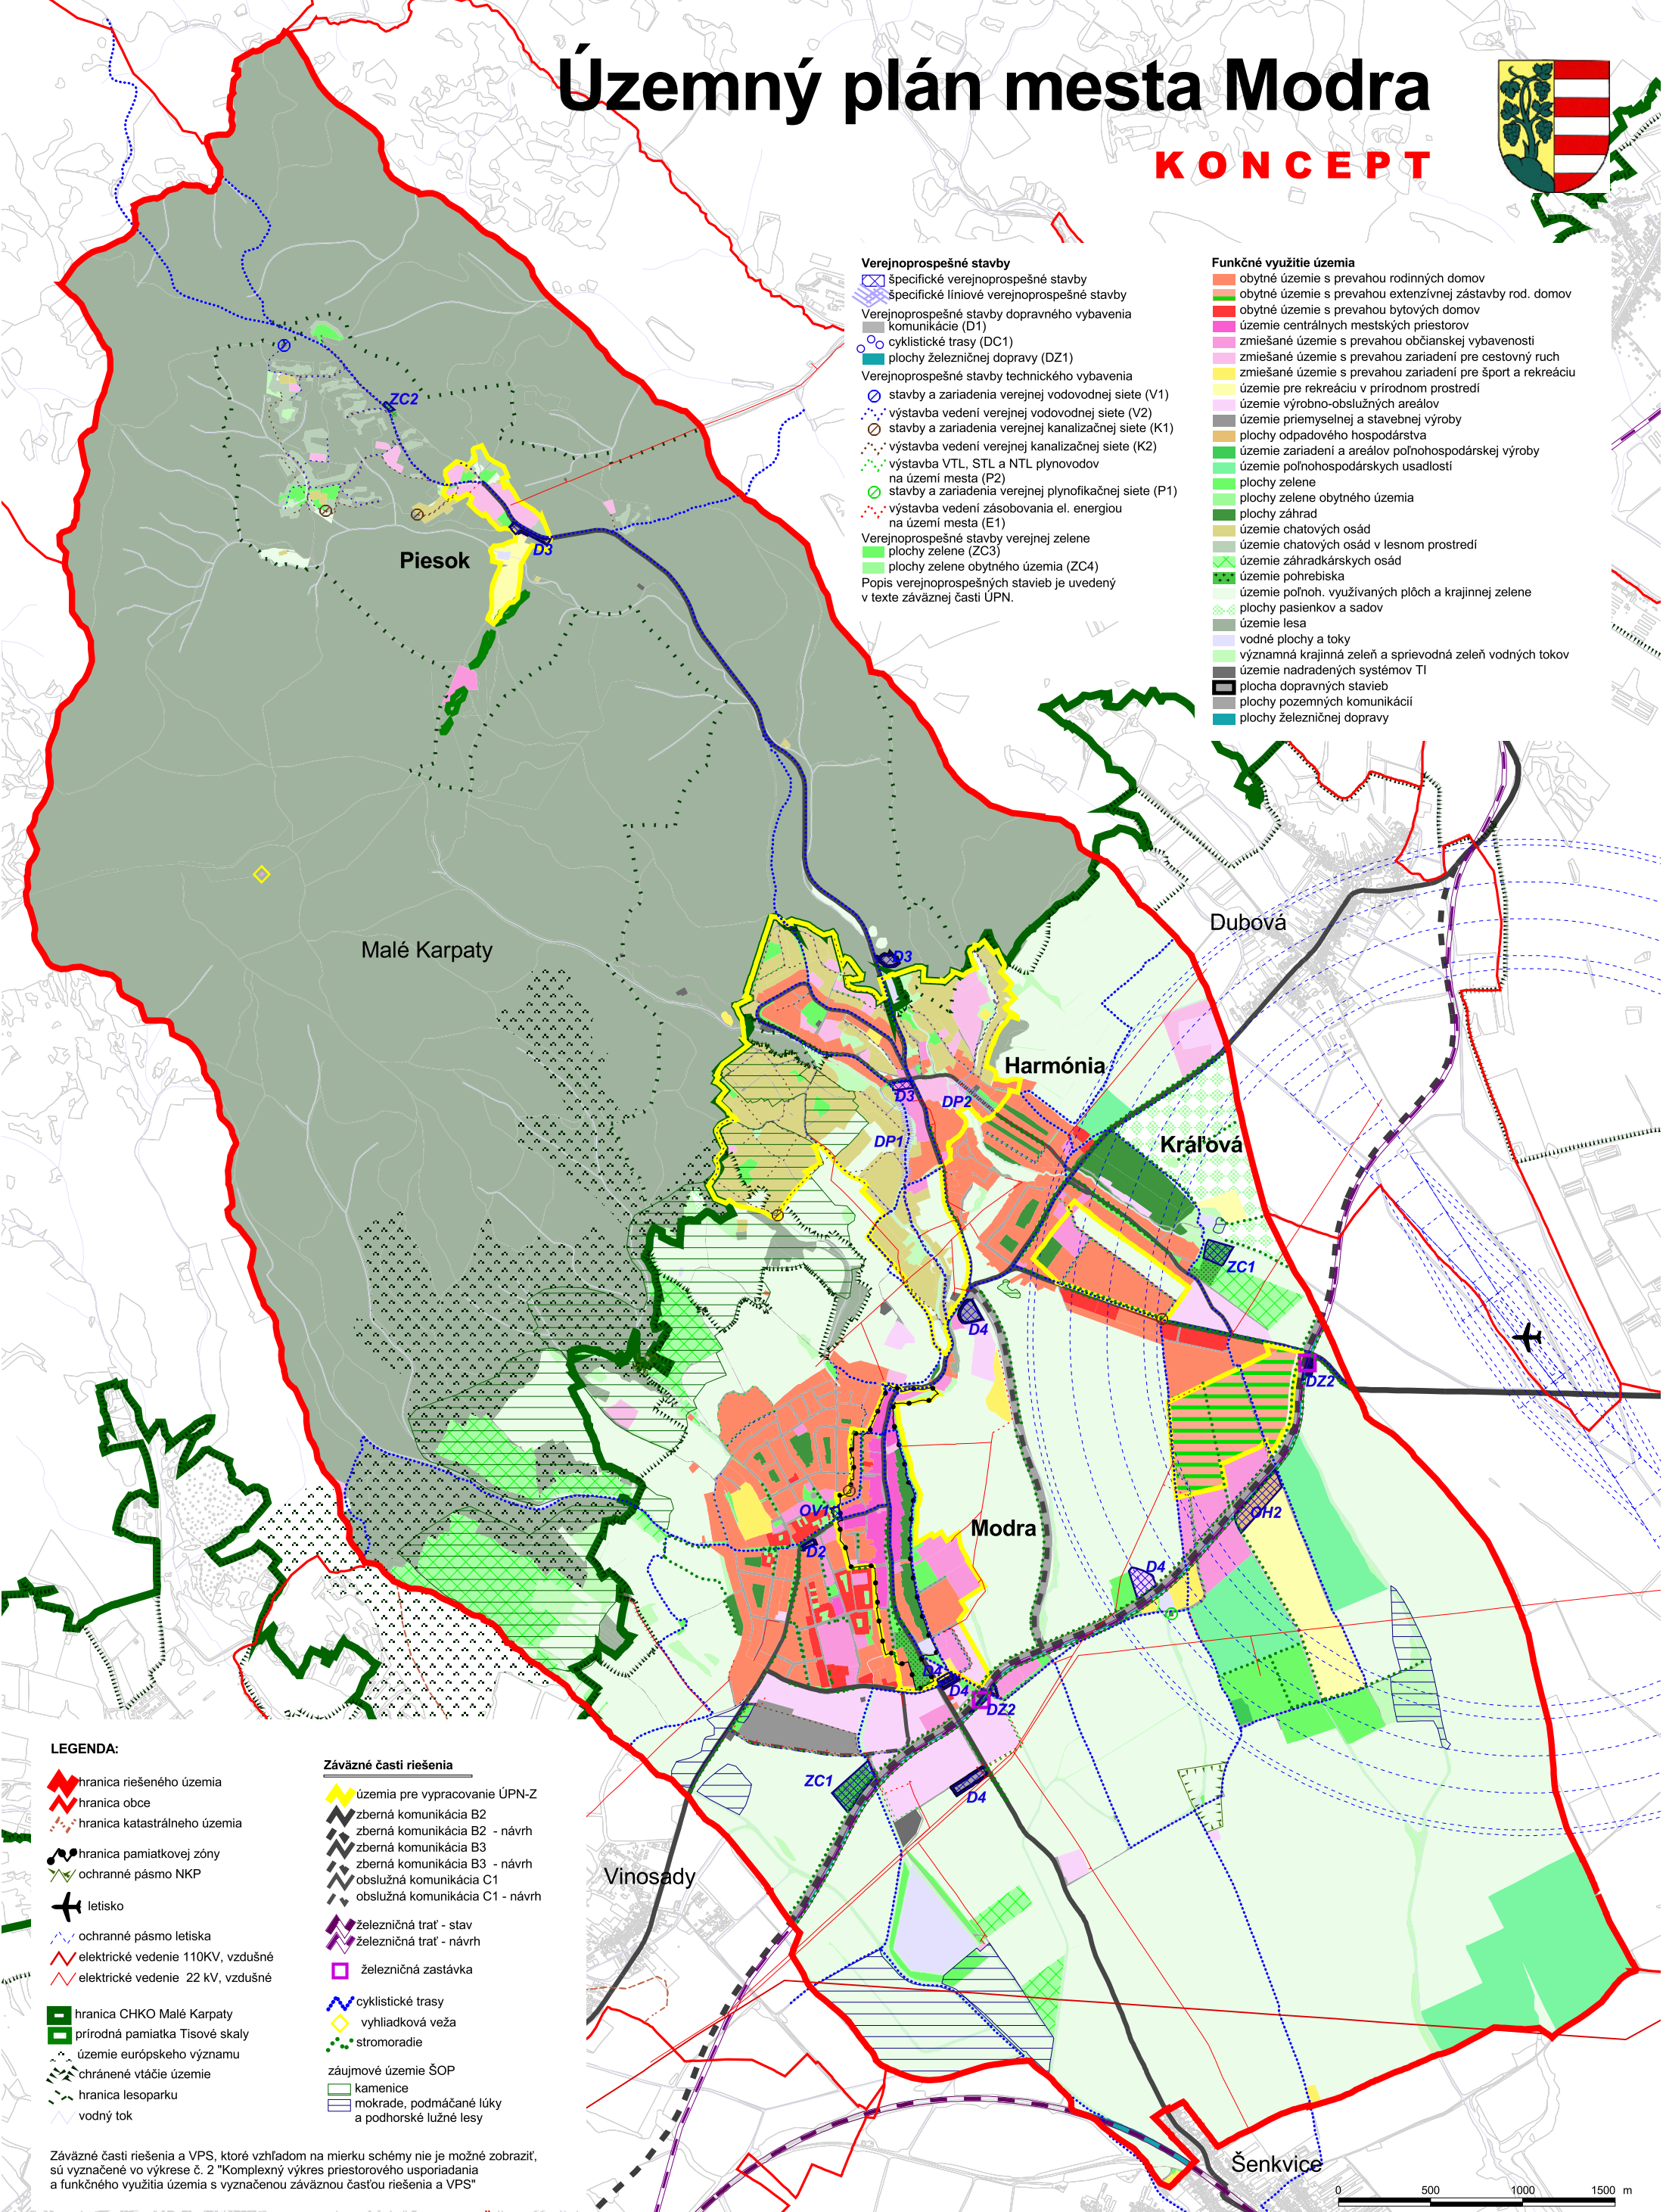 Územný plán mesta Modra
KONCEPT
Verejnoprospešné stavby
špecifické verejnoprospešné stavby
špecifické líniové verejnoprospešné stavby
Verejnoprospešné stavby dopravného vybavenia
komunikácie (D1)
cyklistické trasy (DC1)
plochy železničnej dopravy (DZ1)
Verejnoprospešné stavby technického vybavenia
stavby a zariadenia verejnej vodovodnej siete (V1)
výstavba vedení verejnej vodovodnej siete (V2)
stavby a zariadenia verejnej kanalizačnej siete (K1)
výstavba vedení verejnej kanalizačnej siete (K2)
výstavba VTL, STL a NTL plynovodov
na území mesta (P2)
stavby a zariadenia verejnej plynofikačnej siete (P1)
výstavba vedení zásobovania el. energiou
na území mesta (E1)
Verejnoprospešné stavby verejnej zelene
plochy zelene (ZC3)
plochy zelene obytného územia (ZC4)
Popis verejnoprospešných stavieb je uvedený
v texte záväznej časti ÚPN.
Funkčné využitie územia
obytné územie s prevahou rodinných domov
obytné územie s prevahou extenzívnej zástavby rod. domov
obytné územie s prevahou bytových domov
územie centrálnych mestských priestorov
zmiešané územie s prevahou občianskej vybavenosti
zmiešané územie s prevahou zariadení pre cestovný ruch
zmiešané územie s prevahou zariadení pre šport a rekreáciu
územie pre rekreáciu v prírodnom prostredí
územie výrobno-obslužných areálov
územie priemyselnej a stavebnej výroby
plochy odpadového hospodárstva
územie zariadení a areálov poľnohospodárskej výroby
územie poľnohospodárskych usadlostí
plochy zelene
plochy zelene obytného územia
plochy záhrad
územie chatových osád
územie chatových osád v lesnom prostredí
územie záhradkárskych osád
územie pohrebiska
územie poľnoh. využívaných plôch a krajinnej zelene
plochy pasienkov a sadov
územie lesa
vodné plochy a toky
významná krajinná zeleň a sprievodná zeleň vodných tokov
územie nadradených systémov TI
plocha dopravných stavieb
plochy pozemných komunikácií
plochy železničnej dopravy
ZC2
D3
Piesok
Malé Karpaty
Dubová
D3
Harmónia
D3
DP2
DP1
Kráľová
ZC1
D4
DZ2
OV1
D2
Modra
OH2
D4
D4
D4
DZ2
ZC1
D4
Vinosady
Šenkvice
LEGENDA:
hranica riešeného územia
hranica obce
hranica katastrálneho územia
hranica pamiatkovej zóny
ochranné pásmo NKP
letisko
ochranné pásmo letiska
elektrické vedenie 110KV, vzdušné
elektrické vedenie 22 kV, vzdušné
hranica CHKO Malé Karpaty
prírodná pamiatka Tisové skaly
územie európskeho významu
chránené vtáčie územie
hranica lesoparku
vodný tok
Záväzné časti riešenia
územia pre vypracovanie ÚPN-Z
zberná komunikácia B2
zberná komunikácia B2 - návrh
zberná komunikácia B3
zberná komunikácia B3 - návrh
obslužná komunikácia C1
obslužná komunikácia C1 - návrh
železničná trať - stav
železničná trať - návrh
železničná zastávka
cyklistické trasy
vyhliadková veža
stromoradie
záujmové územie ŠOP
kamenice
mokrade, podmáčané lúky
a podhorské lužné lesy
Záväzné časti riešenia a VPS, ktoré vzhľadom na mierku schémy nie je možné zobraziť,
sú vyznačené vo výkrese č. 2 "Komplexný výkres priestorového usporiadania
a funkčného využitia územia s vyznačenou záväznou časťou riešenia a VPS"
0 500 1000 1500 m